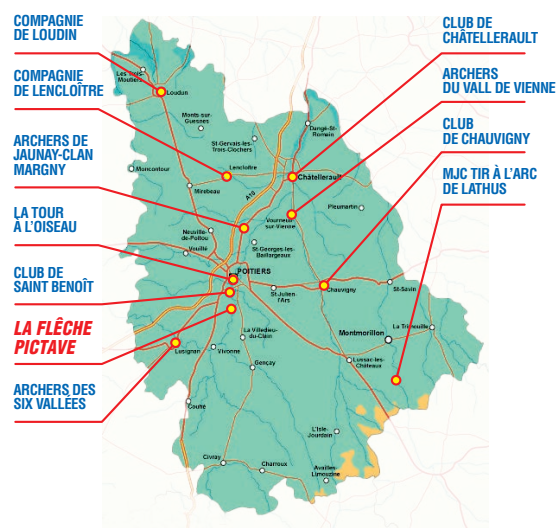 COMPAGNIE
DE LOUDIN
COMPAGNIE
DE LENCLOÎTRE
ARCHERS DE
JAUNAY-CLAN
MARGNY
LA TOUR
À L'OISEAU
CLUB DE
SAINT BENOÎT
LA FLÊCHE
PICTAVE
ARCHERS DES
SIX VALLÉES
CLUB DE
CHÂTELLERAULT
ARCHERS
DU VALL DE VIENNE
CLUB
DE CHAUVIGNY
MJC TIR À L'ARC
DE LATHUS
Les Trois-
Moutiers
Loudun
Monts sur-
Guesnes
St-Gervais-les-
Trois-Clochers
Dangé-St-
Romain
Moncontour
Lencloître
Mirebeau
Châtellerault
A10
Pleumartin
Vouneuil-
sur-Vienne
Neuville-
de-Poitou
St-Georges-les-
Baillargeaux
Vouillé
POITIERS
St-Julien-
l'Ars
Chauvigny
St-Savin
La Villedieu-
du-Clain
Montmorillon
La Trimouille
Lusignan
Vivonne
Gençay
Lussac-les-
Châteaux
Couhé
L'Isle-
Jourdain
Civray
Charroux
Availles-
Limouzine